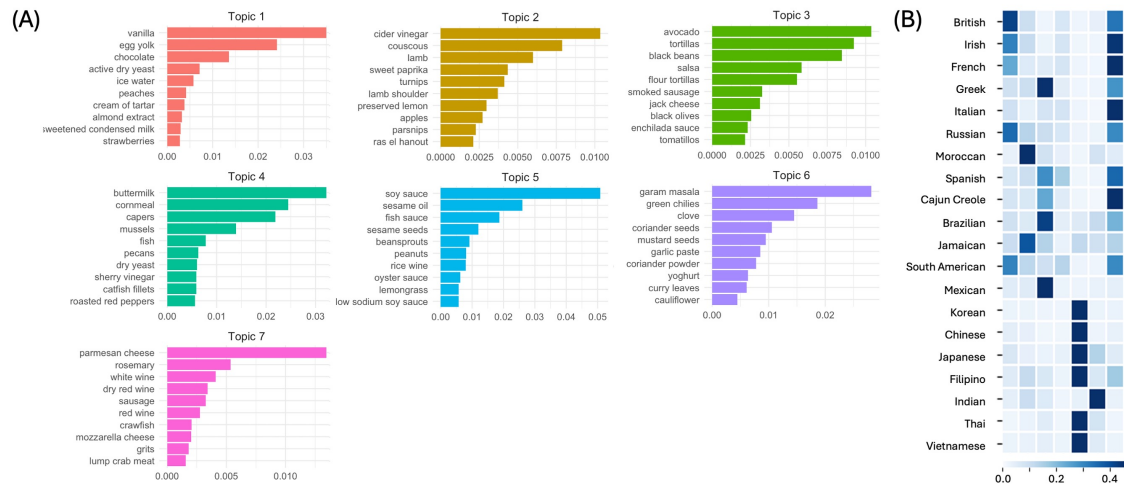 (A)
Topic 1
vanilla
egg yolk
chocolate
active dry yeast
ice water
peaches
cream of tartar
almond extract
sweetened condensed milk
strawberries
0.00 0.01 0.02 0.03
Topic 2
cider vinegar
couscous
lamb
sweet paprika
turnips
lamb shoulder
preserved lemon
apples
parsnips
ras el hanout
0.0000 0.0025 0.0050 0.0075 0.0100
Topic 3
avocado
tortillas
black beans
salsa
flour tortillas
smoked sausage
jack cheese
black olives
enchilada sauce
tomatillos
0.0000 0.0025 0.0050 0.0075 0.0100
Topic 4
buttermilk
cornmeal
capers
mussels
fish
pecans
dry yeast
sherry vinegar
catfish fillets
roasted red peppers
0.00 0.01 0.02 0.03
Topic 5
soy sauce
sesame oil
fish sauce
sesame seeds
beansprouts
peanuts
rice wine
oyster sauce
lemongrass
low sodium soy sauce
0.00 0.01 0.02 0.03 0.04 0.05
Topic 6
garam masala
green chilies
clove
coriander seeds
mustard seeds
garlic paste
coriander powder
yoghurt
curry leaves
cauliflower
0.00 0.01 0.02
Topic 7
parmesan cheese
rosemary
white wine
dry red wine
sausage
red wine
crawfish
mozzarella cheese
grits
lump crab meat
0.000 0.005 0.010
(B)
British
Irish
French
Greek
Italian
Russian
Moroccan
Spanish
Cajun Creole
Brazilian
Jamaican
South American
Mexican
Korean
Chinese
Japanese
Filipino
Indian
Thai
Vietnamese
0.0 0.2 0.4